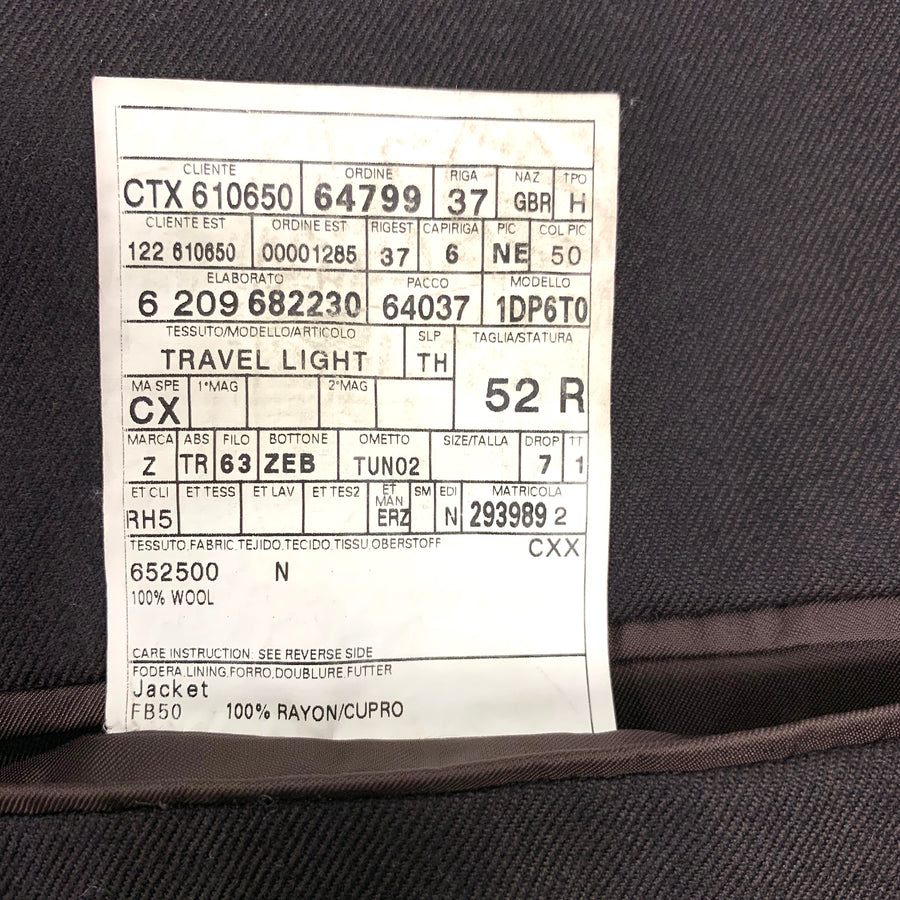 CLIENTE ORDINE RIGA NAZ TPO
CTX 610650 64799 37 GBR H
CLIENTE EST ORDINE EST RIGEST CAPIRIGA PIC COL PIC
122 610650 00001285 37 6 NE 50
ELABORATO PACCO MODELLO
6 209 682230 64037 1DP6T0
TESSUTO/MODELLO/ARTICOLO SLP TAGLIA/STATURA
TRAVEL LIGHT TH 52 R
MA SPE 1°MAG 2°MAG
CX
MARCA ABS FILO BOTTONE OMETTO SIZE/TALLA DROP TT
Z TR 63 ZEB TUN02 7 1
ET CLI ET TESS ET LAV ET TES2 ET MAN SM EDI MATRICOLA
RH5 ERZ N 293989 2
TESSUTO.FABRIC.TEJIDO.TECIDO.TISSU.OBERSTOFF CXX
652500 N
100% WOOL
CARE INSTRUCTION: SEE REVERSE SIDE
FODERA.LINING.FORRO.DOUBLURE.FUTTER
Jacket
FB50 100% RAYON/CUPRO